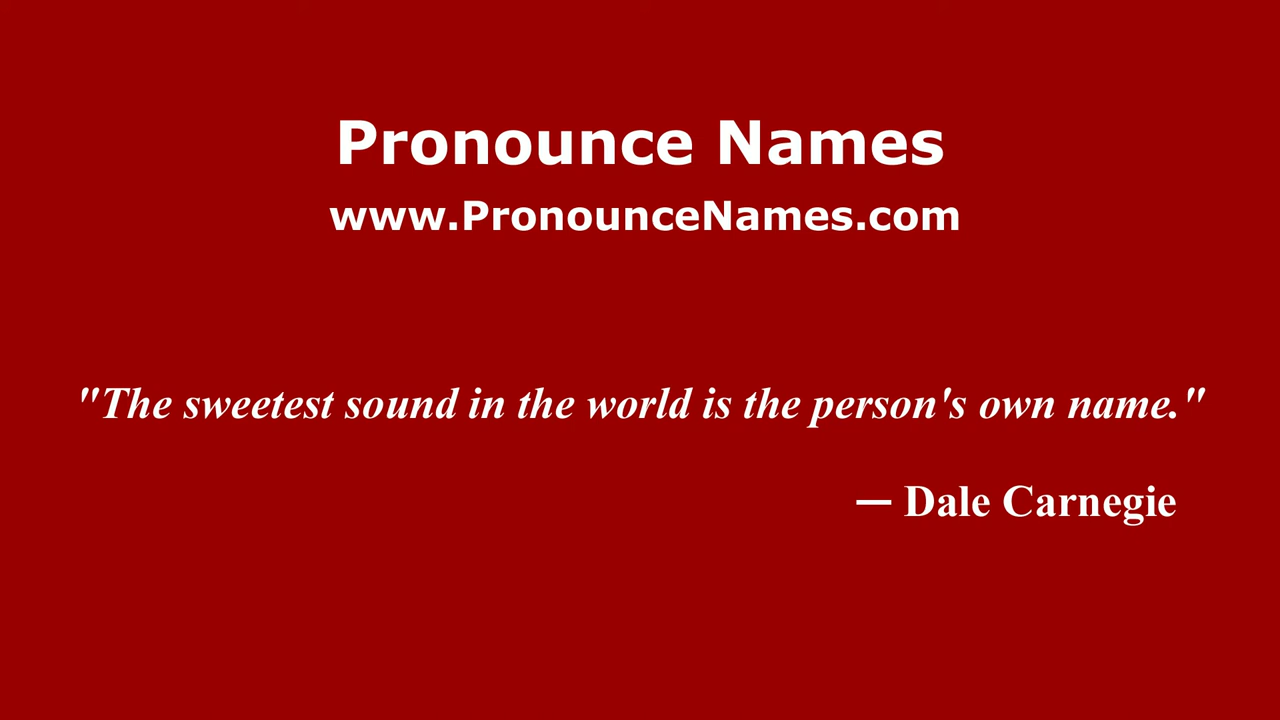 Pronounce Names
www.PronounceNames.com
"The sweetest sound in the world is the person's own name."
— Dale Carnegie